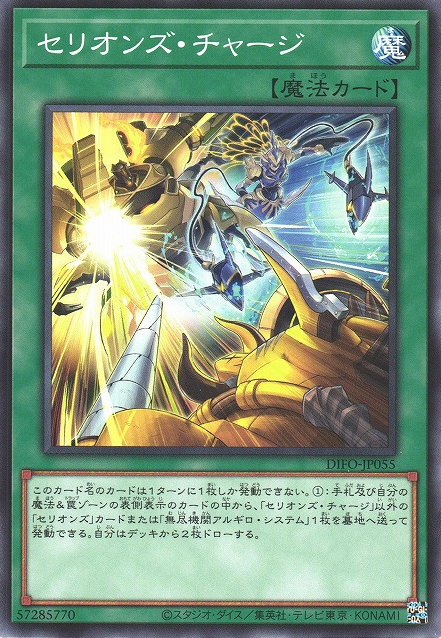 セリオンズ・チャージ
魔
【魔法カード】
DIFO-JP055
このカード名のカードは1ターンに1枚しか発動できない。①:手札及び自分の
魔法&罠ゾーンの表側表示のカードの中から、「セリオンズ・チャージ」以外の
「セリオンズ」カードまたは「無尽機関アルギロ・システム」1枚を墓地へ送って
発動できる。自分はデッキから2枚ドローする。
57285770
©スタジオ・ダイス/集英社・テレビ東京・KONAMI